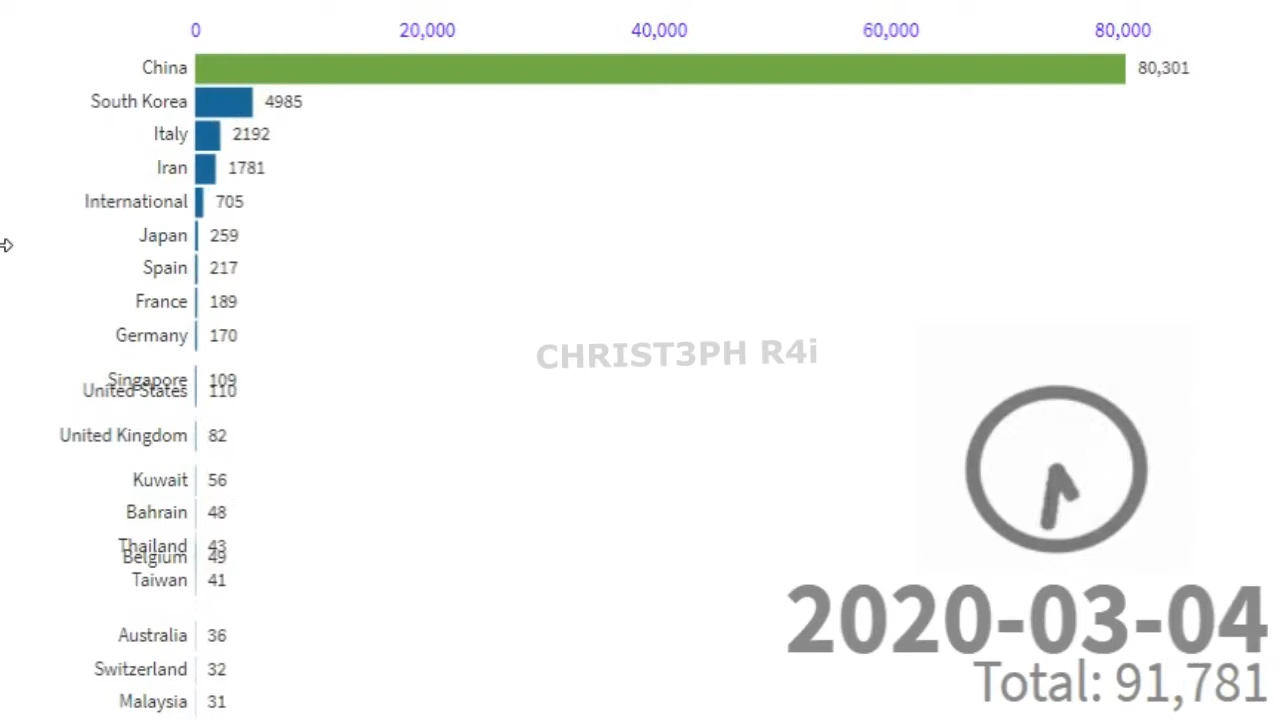 0 20,000 40,000 60,000 80,000
China 80,301
South Korea 4985
Italy 2192
Iran 1781
International 705
Japan 259
Spain 217
France 189
Germany 170
CHRIST3PH R4i
Singapore 109
United States 110
United Kingdom 82
Kuwait 56
Bahrain 48
Thailand 43
Belgium 49
Taiwan 41
2020-03-04
Australia 36
Switzerland 32
Total: 91,781
Malaysia 31